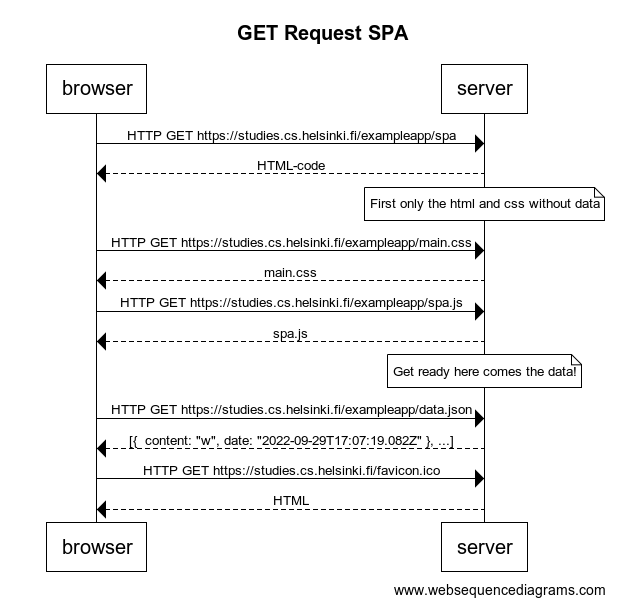 GET Request SPA
browser
server
HTTP GET https://studies.cs.helsinki.fi/exampleapp/spa
HTML-code
First only the html and css without data
HTTP GET https://studies.cs.helsinki.fi/exampleapp/main.css
main.css
HTTP GET https://studies.cs.helsinki.fi/exampleapp/spa.js
spa.js
Get ready here comes the data!
HTTP GET https://studies.cs.helsinki.fi/exampleapp/data.json
[{  content: "w", date: "2022-09-29T17:07:19.082Z" }, ...]
HTTP GET https://studies.cs.helsinki.fi/favicon.ico
HTML
browser
server
www.websequencediagrams.com